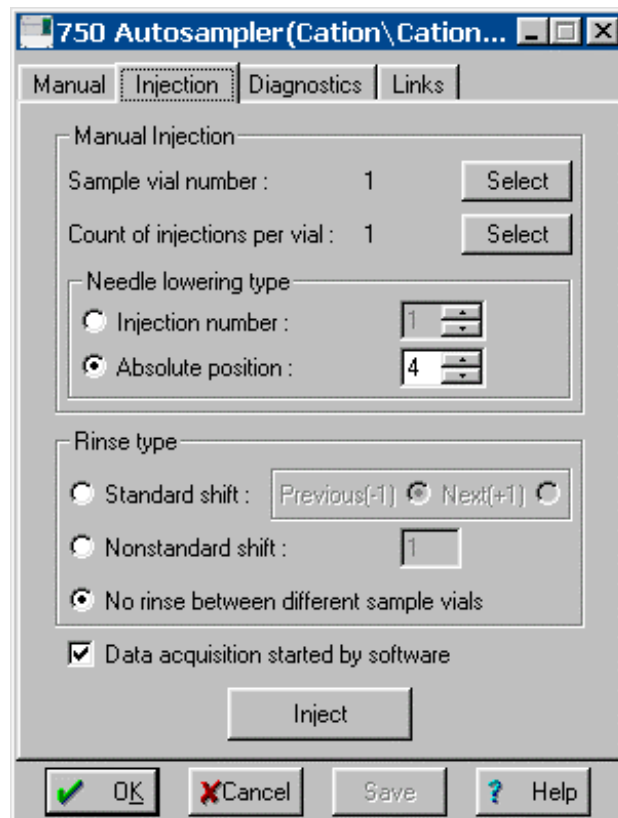 750 Autosampler(Cation\Cation...
Manual Injection Diagnostics Links
Manual Injection
Sample vial number : 1 Select
Count of injections per vial : 1 Select
Needle lowering type
Injection number : 1
Absolute position : 4
Rinse type
Standard shift : Previous(-1) Next(+1)
Nonstandard shift : 1
No rinse between different sample vials
Data acquisition started by software
Inject
OK Cancel Save ? Help